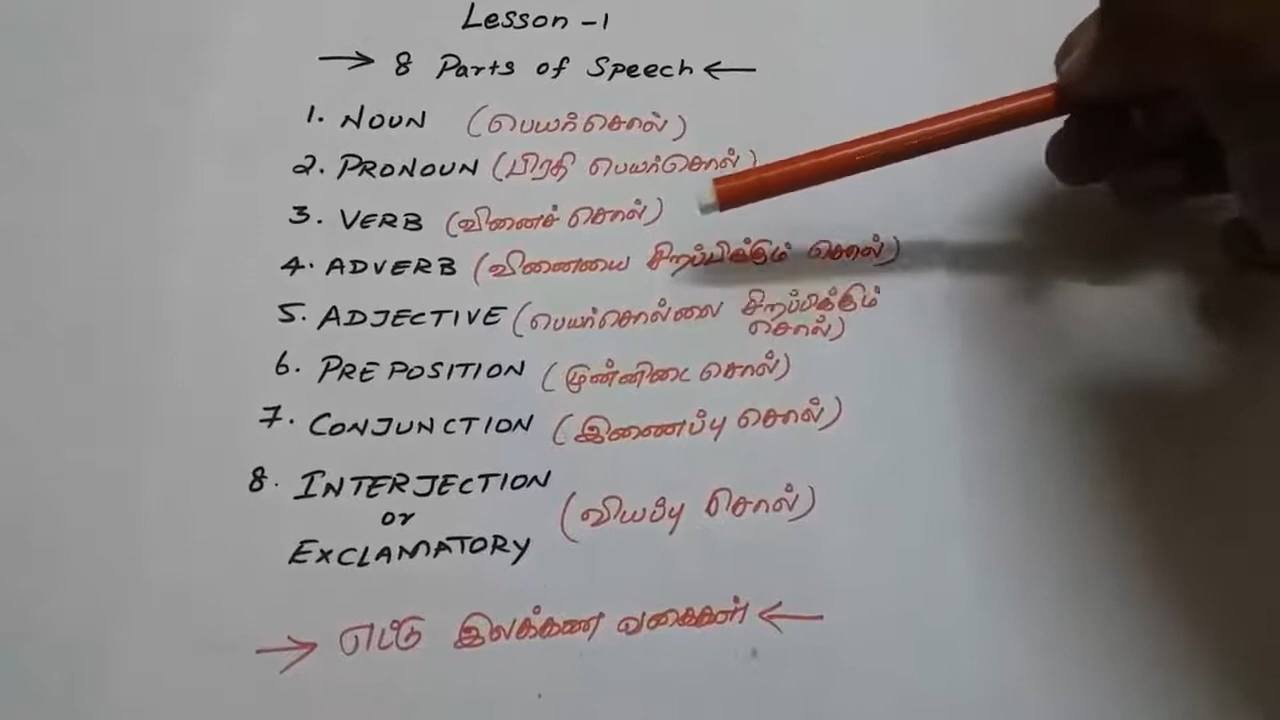 Lesson -1
→ 8 Parts of Speech ←
1. NOUN (பெயர்சொல்)
2. PRONOUN (பிரதி பெயர்சொல்)
3. VERB (வினைச் சொல்)
4. ADVERB (வினையை சிறப்பிக்கும் சொல்)
5. ADJECTIVE (பெயர்சொல்லை சிறப்பிக்கும்
சொல்)
6. PREPOSITION (முன்னிடை சொல்)
7. CONJUNCTION (இணைப்பு சொல்)
8. INTERJECTION
or
EXCLAMATORY (வியப்பு சொல்)
→ எட்டு இலக்கண வகைகள் ←